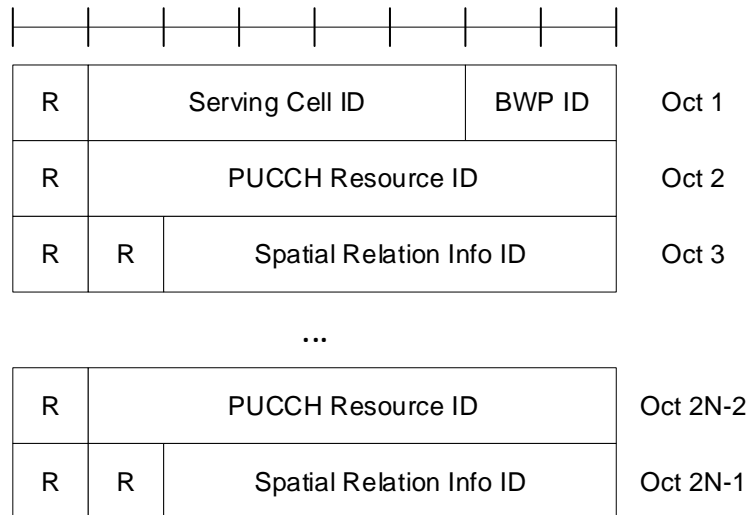 R Serving Cell ID BWP ID Oct 1
R PUCCH Resource ID Oct 2
R R Spatial Relation Info ID Oct 3
...
R PUCCH Resource ID Oct 2N-2
R R Spatial Relation Info ID Oct 2N-1